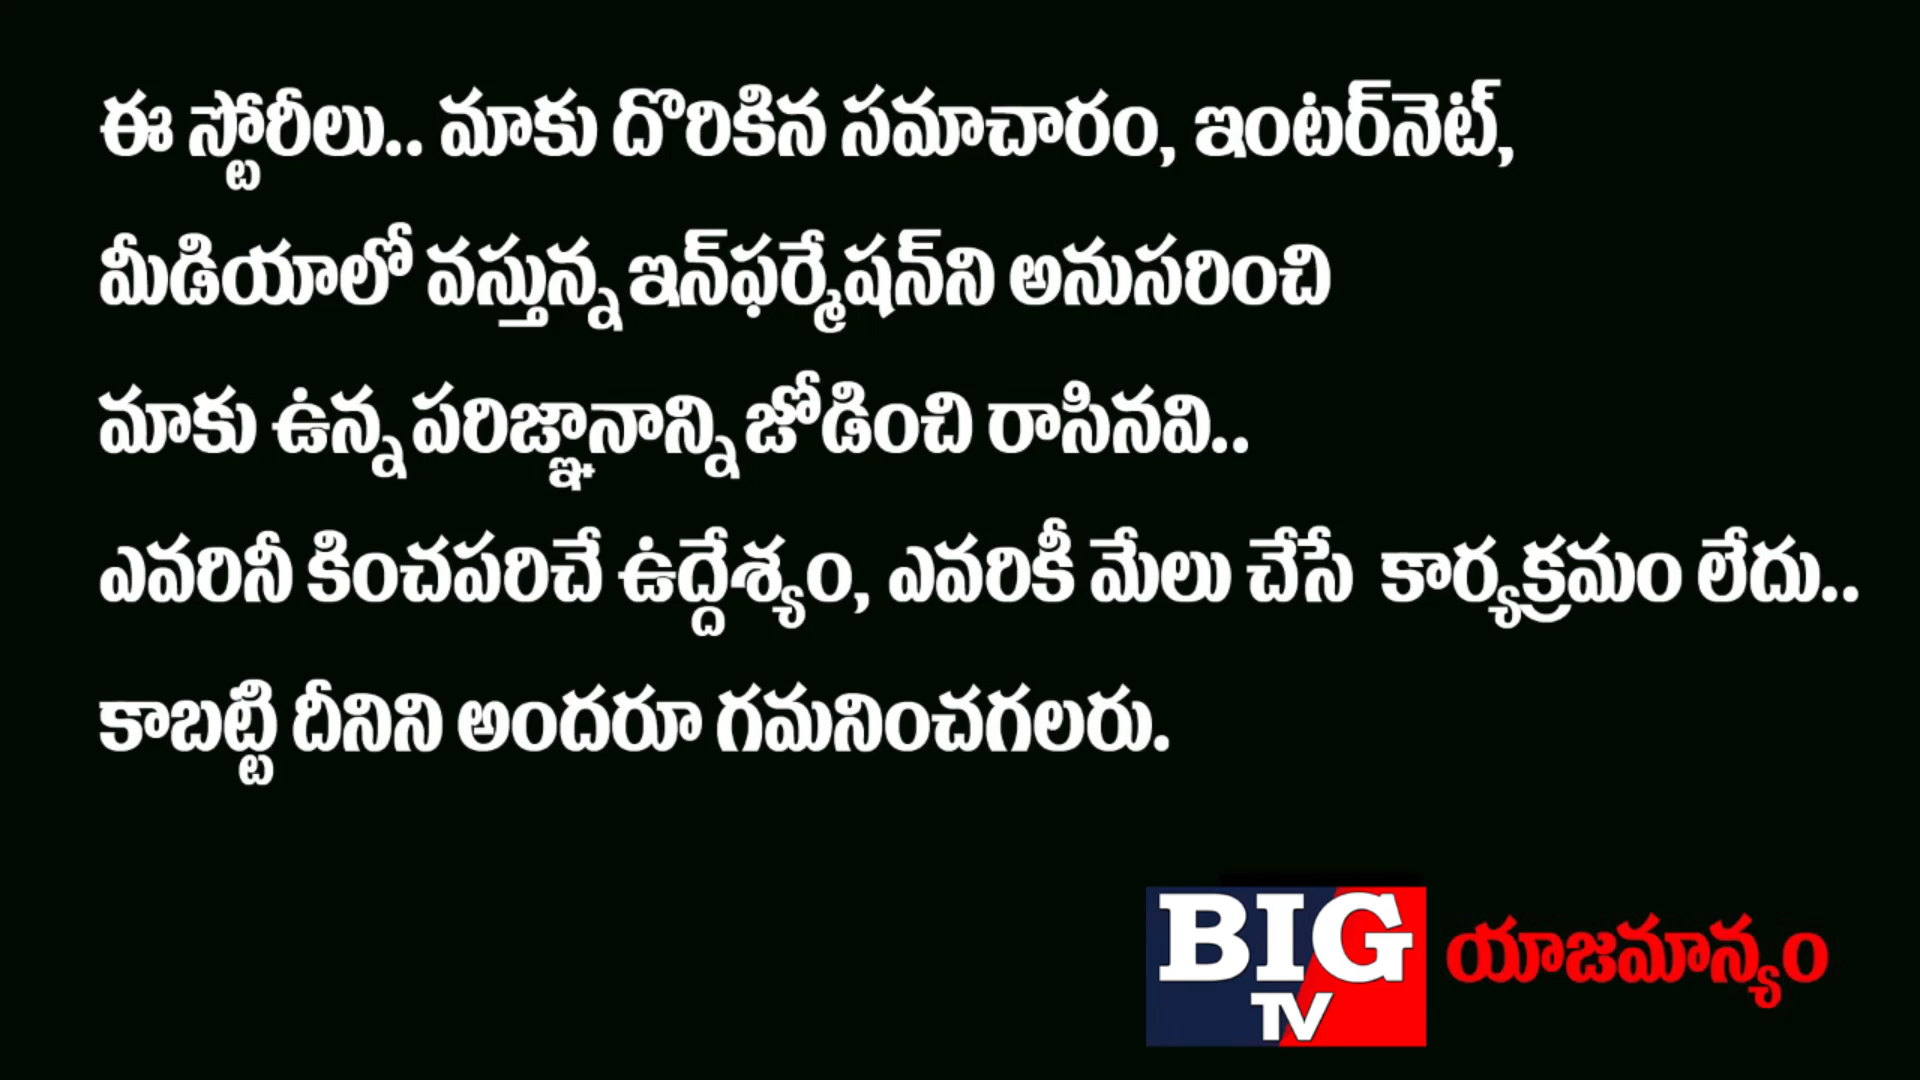 ఈ స్టోరీలు.. మాకు దొరికిన సమాచారం, ఇంటర్‌నెట్,
మీడియాలో వస్తున్న ఇన్‌ఫర్మేషన్‌ని అనుసరించి
మాకు ఉన్న పరిజ్ఞానాన్ని జోడించి రాసినవి..
ఎవరినీ కించపరిచే ఉద్దేశ్యం, ఎవరికీ మేలు చేసే కార్యక్రమం లేదు..
కాబట్టి దీనిని అందరూ గమనించగలరు.
BIG TV యాజమాన్యం